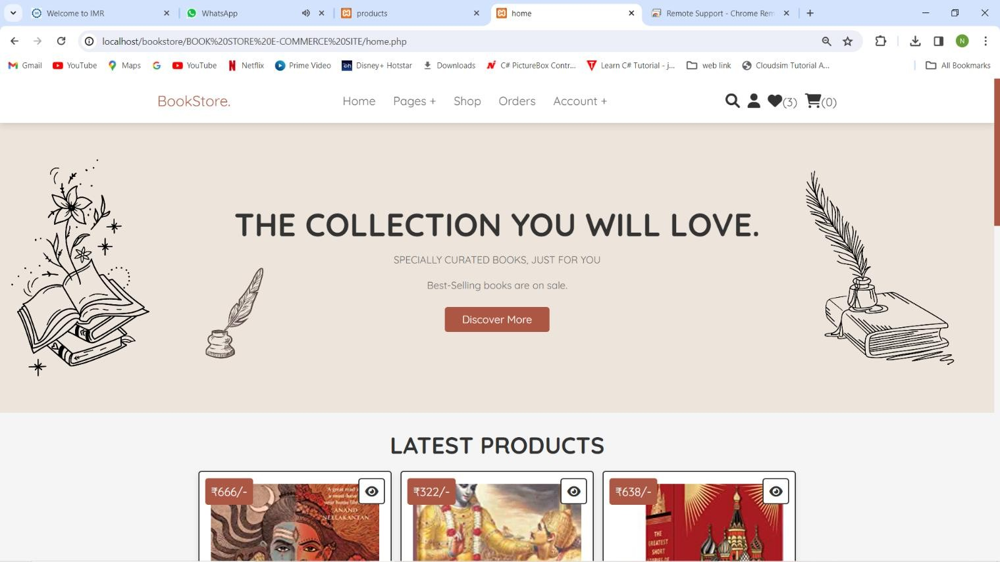 Welcome to IMR
WhatsApp
products
home
Remote Support - Chrome Rem
localhost/bookstore/BOOK%20STORE%20E-COMMERCE%20SITE/home.php
N
Gmail
YouTube
Maps
YouTube
Netflix
Prime Video
Disney+ Hotstar
Downloads
C# PictureBox Contr...
Learn C# Tutorial - j...
web link
Cloudsim Tutorial A...
All Bookmarks
BookStore.
Home
Pages +
Shop
Orders
Account +
(3)
(0)
THE COLLECTION YOU WILL LOVE.
SPECIALLY CURATED BOOKS, JUST FOR YOU
Best-Selling books are on sale.
Discover More
LATEST PRODUCTS
₹666/-
'A great read
a must-have
your home lib
ANAND
NEELAKANTAN
₹322/-
₹638/-
THE
GREATEST
SHORT
STORIES OF